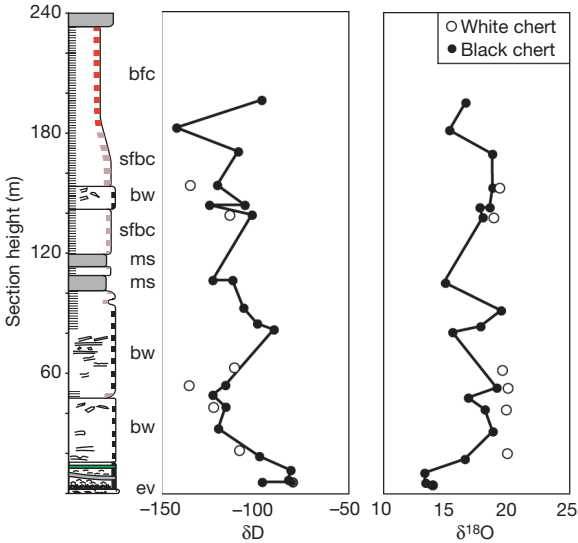 240
180
120
60
Section height (m)
bfc
sfbc
bw
sfbc
ms
ms
bw
bw
ev
−150
−100
−50
δD
White chert
Black chert
10
15
20
25
δ¹⁸O